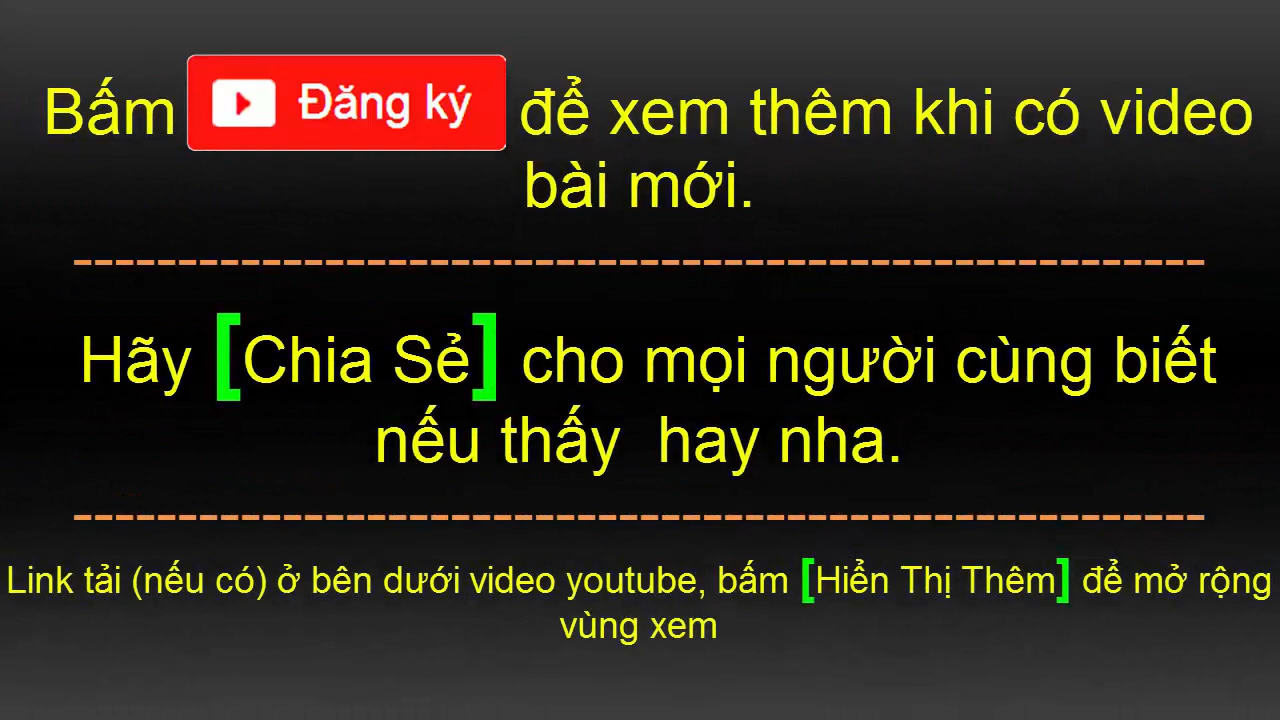 Bấm Đăng ký để xem thêm khi có video
bài mới.
------------------------------------------------------
Hãy [Chia Sẻ] cho mọi người cùng biết
nếu thấy hay nha.
------------------------------------------------------
Link tải (nếu có) ở bên dưới video youtube, bấm [Hiển Thị Thêm] để mở rộng
vùng xem